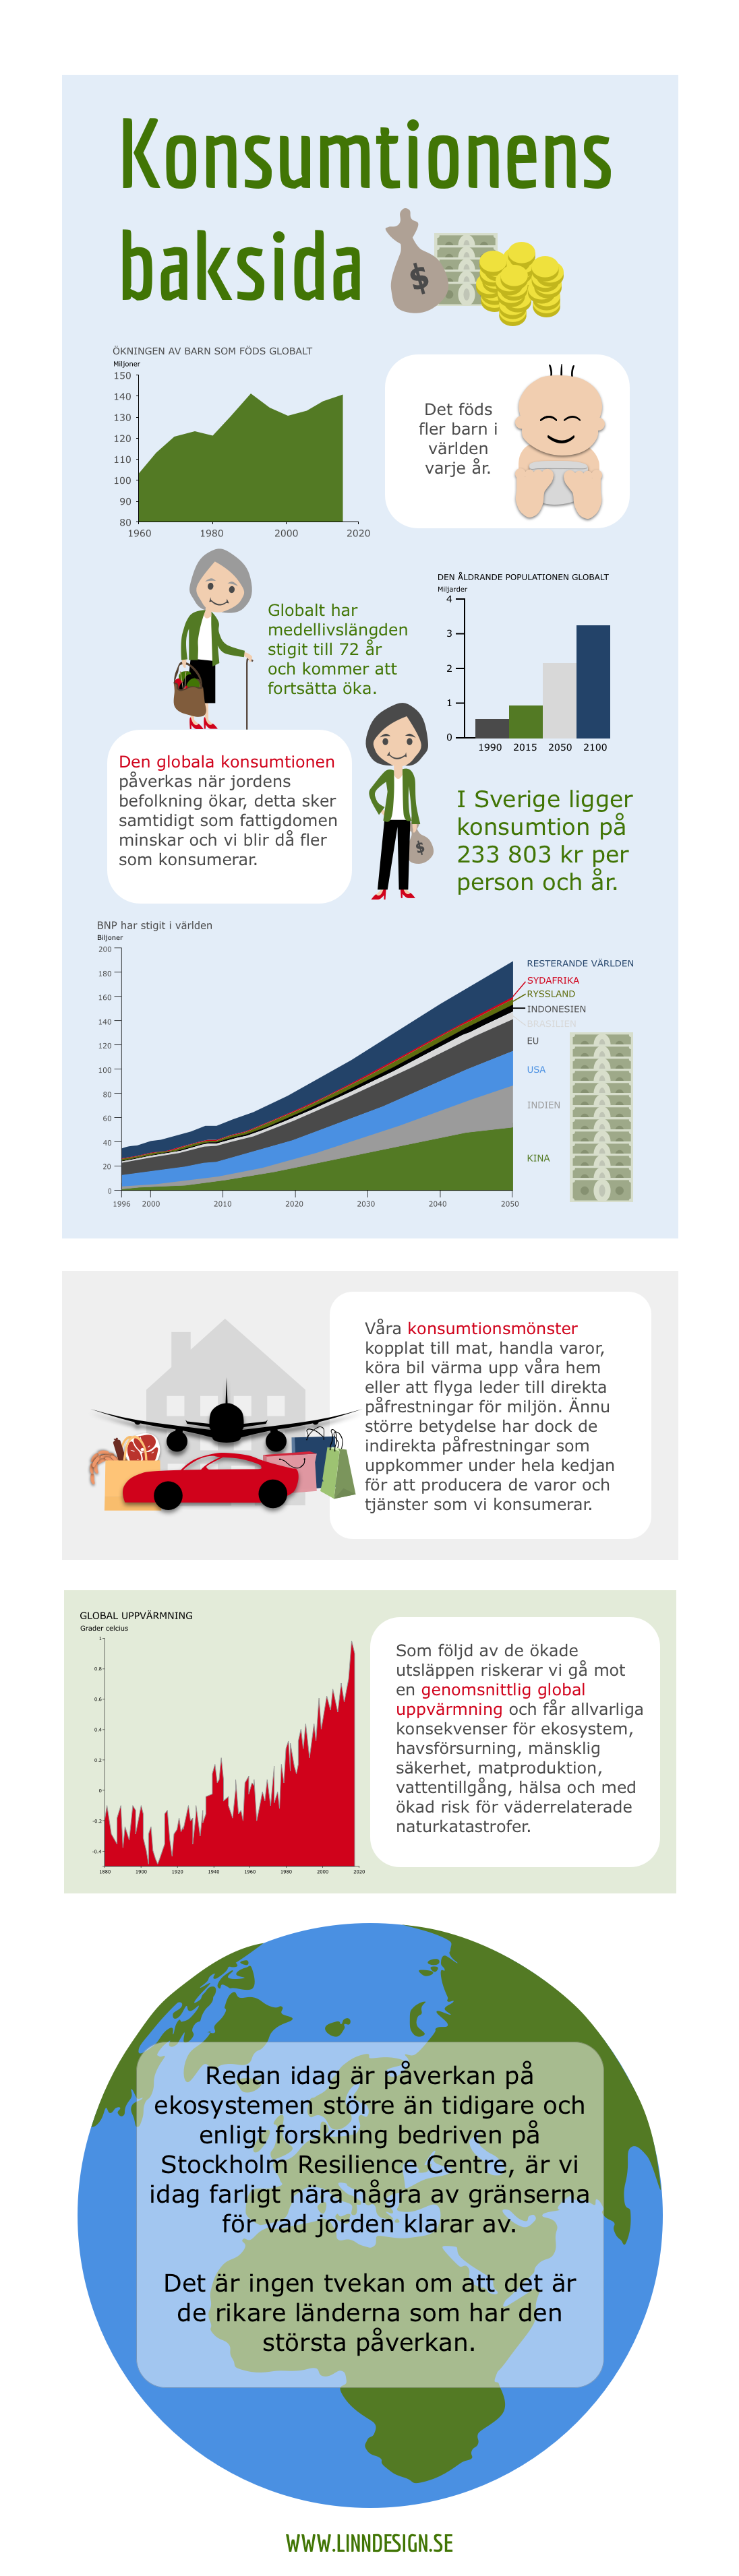 Konsumtionens
baksida
$
ÖKNINGEN AV BARN SOM FÖDS GLOBALT
Miljoner
150
140
130
120
110
100
90
80
1960
1980
2000
2020
Det föds
fler barn i
världen
varje år.
Globalt har
medellivslängden
stigit till 72 år
och kommer att
fortsätta öka.
DEN ÅLDRANDE POPULATIONEN GLOBALT
Miljarder
4
3
2
1
0
1990
2015
2050
2100
Den globala konsumtionen
påverkas när jordens
befolkning ökar, detta sker
samtidigt som fattigdomen
minskar och vi blir då fler
som konsumerar.
$
I Sverige ligger
konsumtion på
233 803 kr per
person och år.
BNP har stigit i världen
Biljoner
200
180
160
140
120
100
80
60
40
20
0
1996
2000
2010
2020
2030
2040
2050
RESTERANDE VÄRLDEN
SYDAFRIKA
RYSSLAND
INDONESIEN
BRASILIEN
EU
USA
INDIEN
KINA
Våra konsumtionsmönster
kopplat till mat, handla varor,
köra bil värma upp våra hem
eller att flyga leder till direkta
påfrestningar för miljön. Ännu
större betydelse har dock de
indirekta påfrestningar som
uppkommer under hela kedjan
för att producera de varor och
tjänster som vi konsumerar.
GLOBAL UPPVÄRMNING
Grader celcius
1
0.8
0.6
0.4
0.2
0
-0.2
-0.4
1880
1900
1920
1940
1960
1980
2000
2020
Som följd av de ökade
utsläppen riskerar vi gå mot
en genomsnittlig global
uppvärmning och får allvarliga
konsekvenser för ekosystem,
havsförsurning, mänsklig
säkerhet, matproduktion,
vattentillgång, hälsa och med
ökad risk för väderrelaterade
naturkatastrofer.
Redan idag är påverkan på
ekosystemen större än tidigare och
enligt forskning bedriven på
Stockholm Resilience Centre, är vi
idag farligt nära några av gränserna
för vad jorden klarar av.
Det är ingen tvekan om att det är
de rikare länderna som har den
största påverkan.
WWW.LINNDESIGN.SE